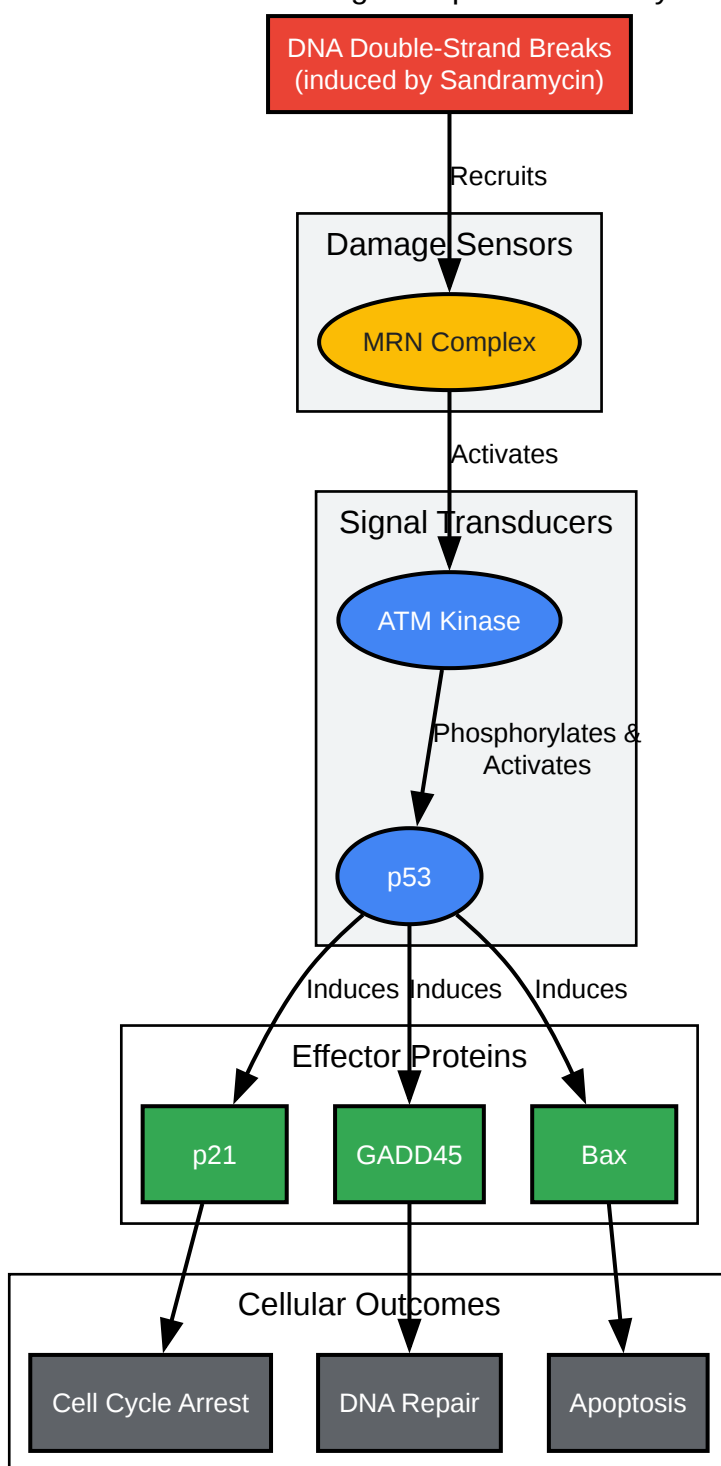 DNA Double-Strand Breaks
(induced by Sandramycin)
Recruits
Damage Sensors
MRN Complex
Activates
Signal Transducers
ATM Kinase
Phosphorylates &
Activates
p53
Induces Induces Induces
Effector Proteins
p21 GADD45 Bax
Cellular Outcomes
Cell Cycle Arrest DNA Repair Apoptosis